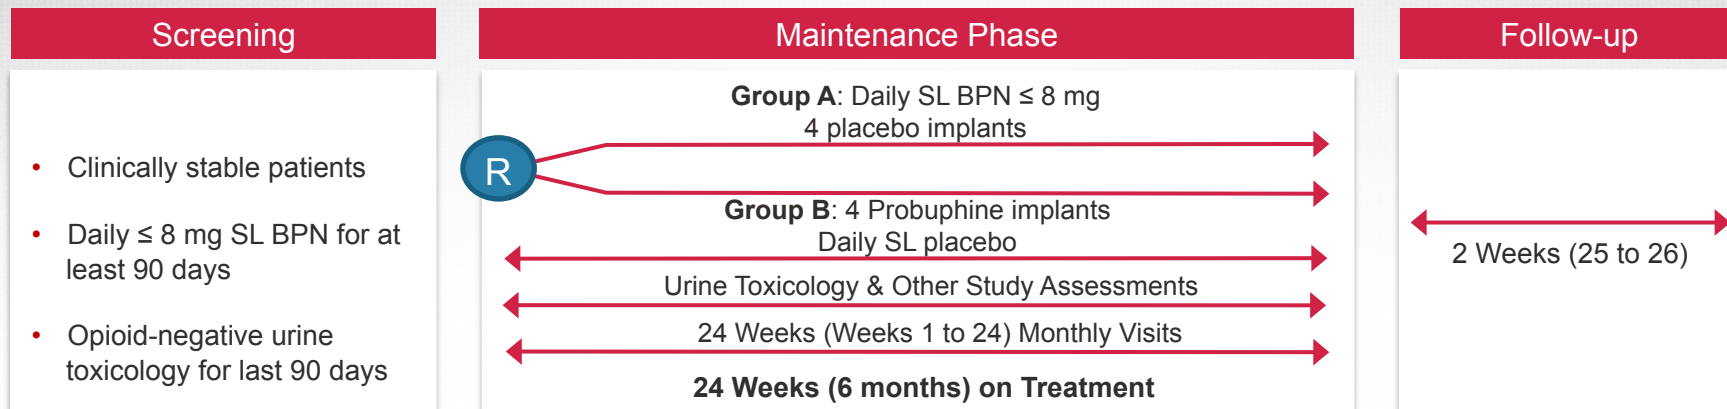 Screening
• Clinically stable patients
• Daily ≤ 8 mg SL BPN for at
least 90 days
• Opioid-negative urine
toxicology for last 90 days
Maintenance Phase
R
Group A: Daily SL BPN ≤ 8 mg
4 placebo implants
Group B: 4 Probuphine implants
Daily SL placebo
Urine Toxicology & Other Study Assessments
24 Weeks (Weeks 1 to 24) Monthly Visits
24 Weeks (6 months) on Treatment
Follow-up
2 Weeks (25 to 26)